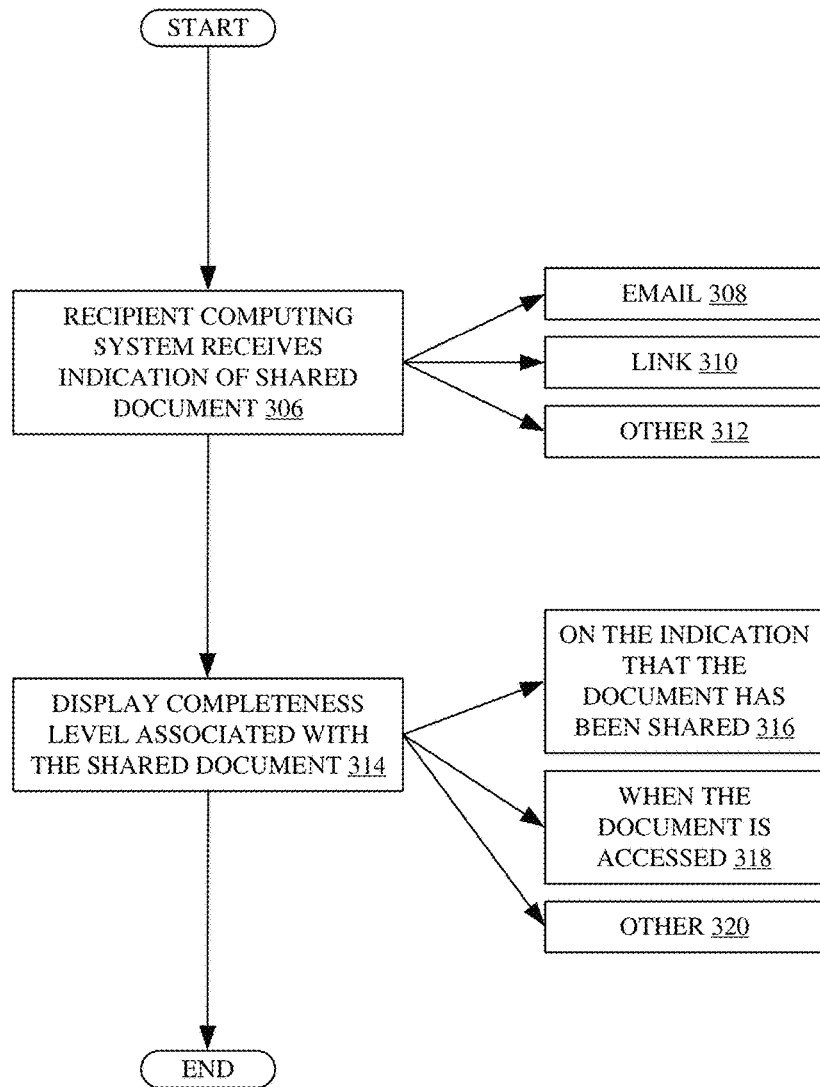 START
RECIPIENT COMPUTING
SYSTEM RECEIVES
INDICATION OF SHARED
DOCUMENT 306
EMAIL 308
LINK 310
OTHER 312
DISPLAY COMPLETENESS
LEVEL ASSOCIATED WITH
THE SHARED DOCUMENT 314
ON THE INDICATION
THAT THE
DOCUMENT HAS
BEEN SHARED 316
WHEN THE
DOCUMENT IS
ACCESSED 318
OTHER 320
END